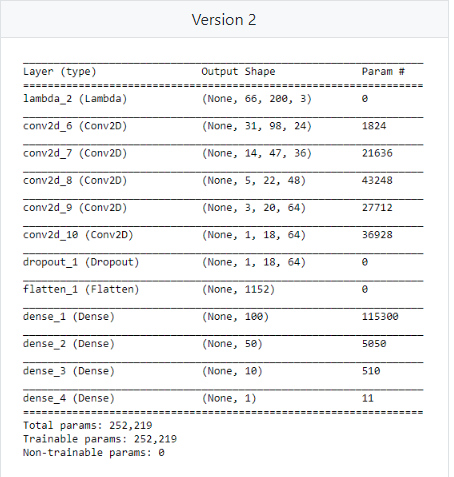 Version 2
Layer (type) Output Shape Param #
lambda_2 (Lambda) (None, 66, 200, 3) 0
conv2d_6 (Conv2D) (None, 31, 98, 24) 1824
conv2d_7 (Conv2D) (None, 14, 47, 36) 21636
conv2d_8 (Conv2D) (None, 5, 22, 48) 43248
conv2d_9 (Conv2D) (None, 3, 20, 64) 27712
conv2d_10 (Conv2D) (None, 1, 18, 64) 36928
dropout_1 (Dropout) (None, 1, 18, 64) 0
flatten_1 (Flatten) (None, 1152) 0
dense_1 (Dense) (None, 100) 115300
dense_2 (Dense) (None, 50) 5050
dense_3 (Dense) (None, 10) 510
dense_4 (Dense) (None, 1) 11
Total params: 252,219
Trainable params: 252,219
Non-trainable params: 0